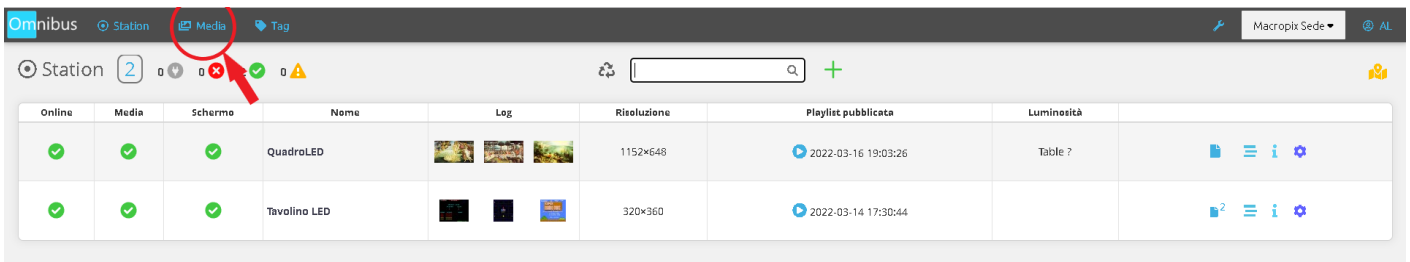 Omnibus Station Media Tag Macropix Sede AL
Station 2 0 0 0
Online Media Schermo Nome Log Risoluzione Playlist pubblicata Luminosità
QuadroLED 1152×648 2022-03-16 19:03:26 Table ?
Tavolino LED 320×360 2022-03-14 17:30:44 2